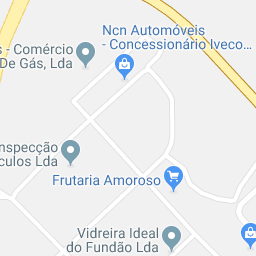 Ncn Automóveis
- Concessionário Iveco...
s - Comércio
De Gás, Lda
nspecção
culos Lda
Frutaria Amoroso
Vidreira Ideal
do Fundão Lda